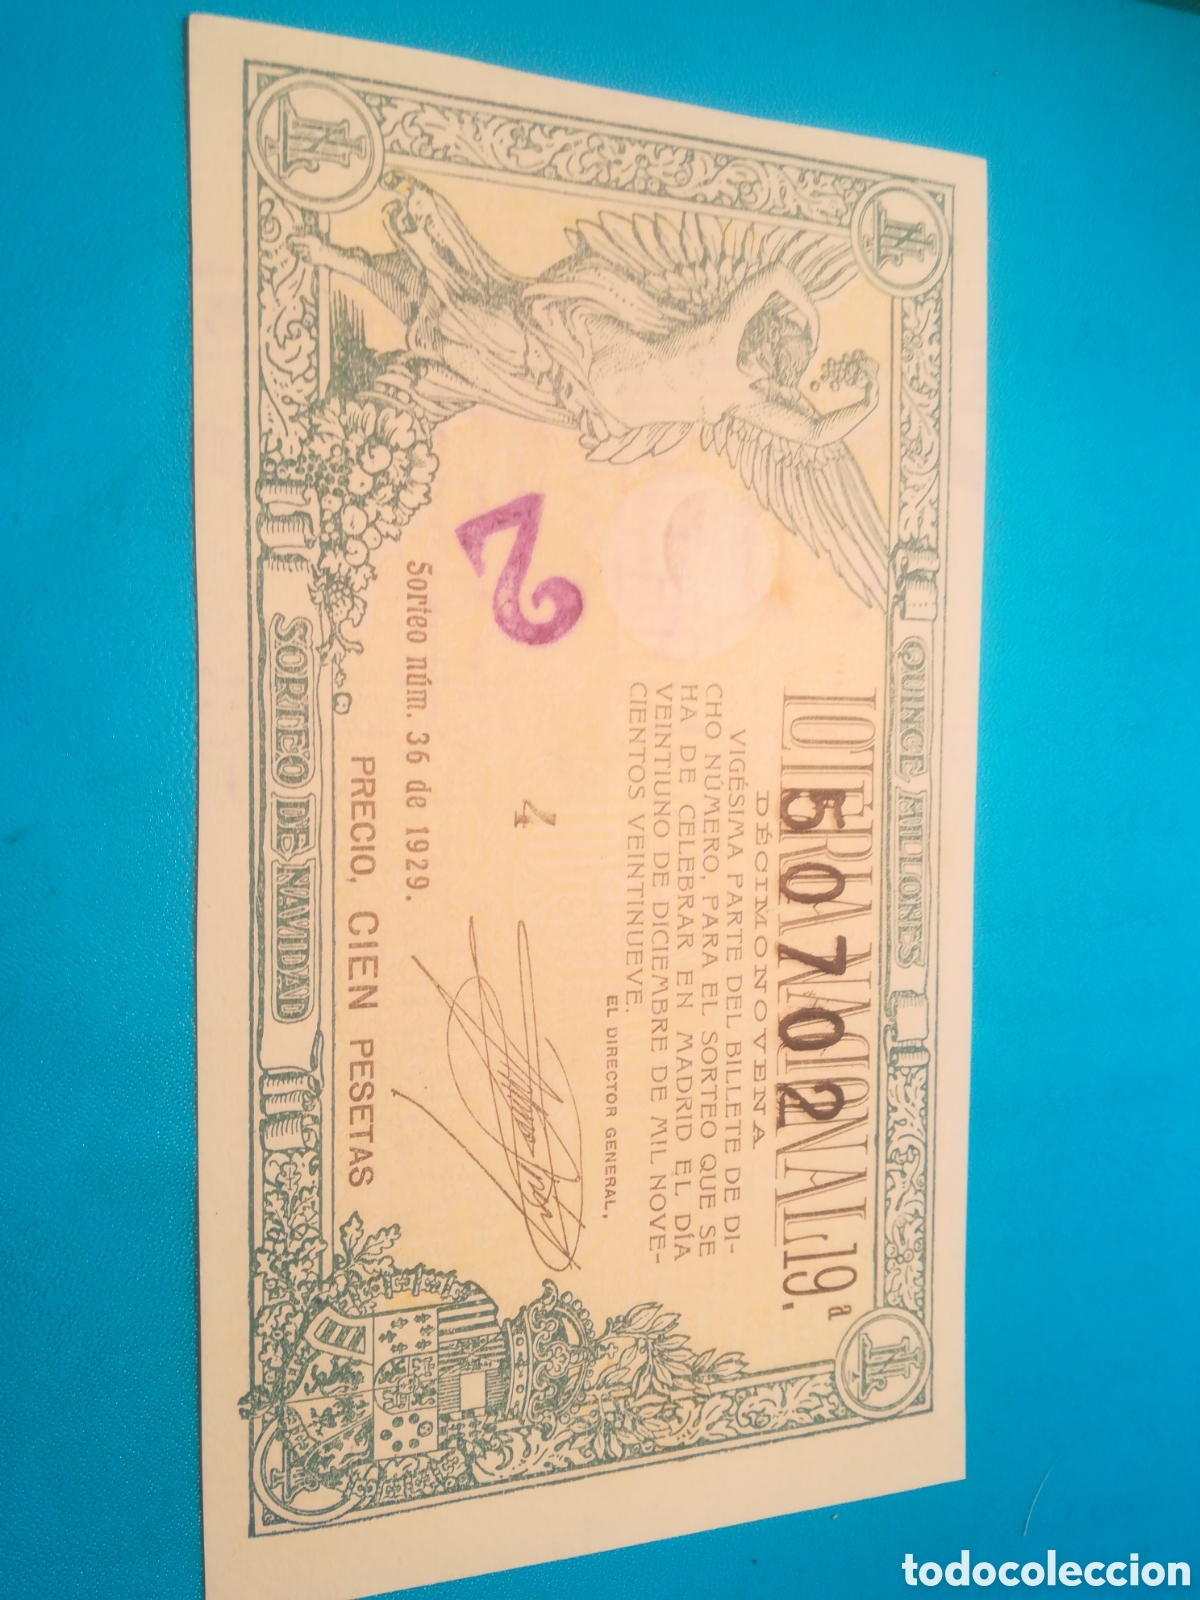 QUINCE MILLONES
LOTERIA NACIONAL
50702
19.ª
DÉCIMONOVENA
VIGÉSIMA PARTE DEL BILLETE DE DI-
CHO NÚMERO, PARA EL SORTEO QUE SE
HA DE CELEBRAR EN MADRID EL DÍA
VEINTIUNO DE DICIEMBRE DE MIL NOVE-
CIENTOS VEINTINUEVE.
EL DIRECTOR GENERAL,
2
4
Sorteo núm. 36 de 1929.
PRECIO, CIEN PESETAS
SORTEO DE NAVIDAD
todocoleccion